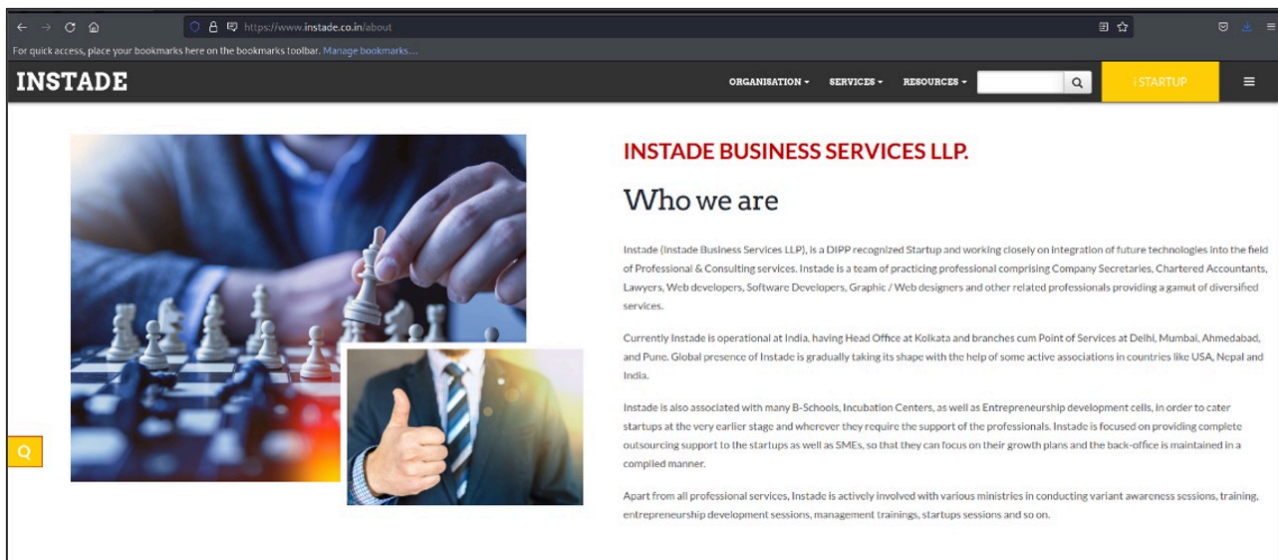 https://www.instade.co.in/about
For quick access, place your bookmarks here on the bookmarks toolbar. Manage bookmarks...
INSTADE
ORGANISATION
SERVICES
RESOURCES
i STARTUP
INSTADE BUSINESS SERVICES LLP.
Who we are
Instade (Instade Business Services LLP), is a DIPP recognized Startup and working closely on integration of future technologies into the field
of Professional & Consulting services. Instade is a team of practicing professional comprising Company Secretaries, Chartered Accountants,
Lawyers, Web developers, Software Developers, Graphic / Web designers and other related professionals providing a gamut of diversified
services.
Currently Instade is operational at India, having Head Office at Kolkata and branches cum Point of Services at Delhi, Mumbai, Ahmedabad,
and Pune. Global presence of Instade is gradually taking its shape with the help of some active associations in countries like USA, Nepal and
India.
Instade is also associated with many B-Schools, Incubation Centers, as well as Entrepreneurship development cells, in order to cater
startups at the very earlier stage and wherever they require the support of the professionals. Instade is focused on providing complete
outsourcing support to the startups as well as SMEs, so that they can focus on their growth plans and the back-office is maintained in a
complied manner.
Apart from all professional services, Instade is actively involved with various ministries in conducting variant awareness sessions, training,
entrepreneurship development sessions, management trainings, startups sessions and so on.